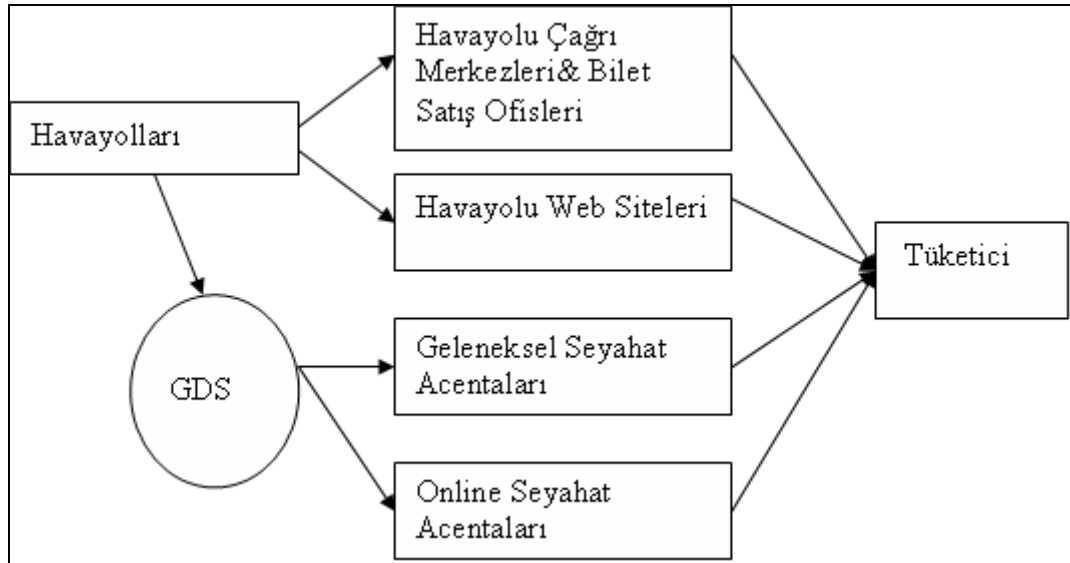 Havayolu Çağrı
Merkezleri& Bilet
Satış Ofisleri
Havayolları
Havayolu Web Siteleri
Tüketici
Geleneksel Seyahat
Acentaları
GDS
Online Seyahat
Acentaları